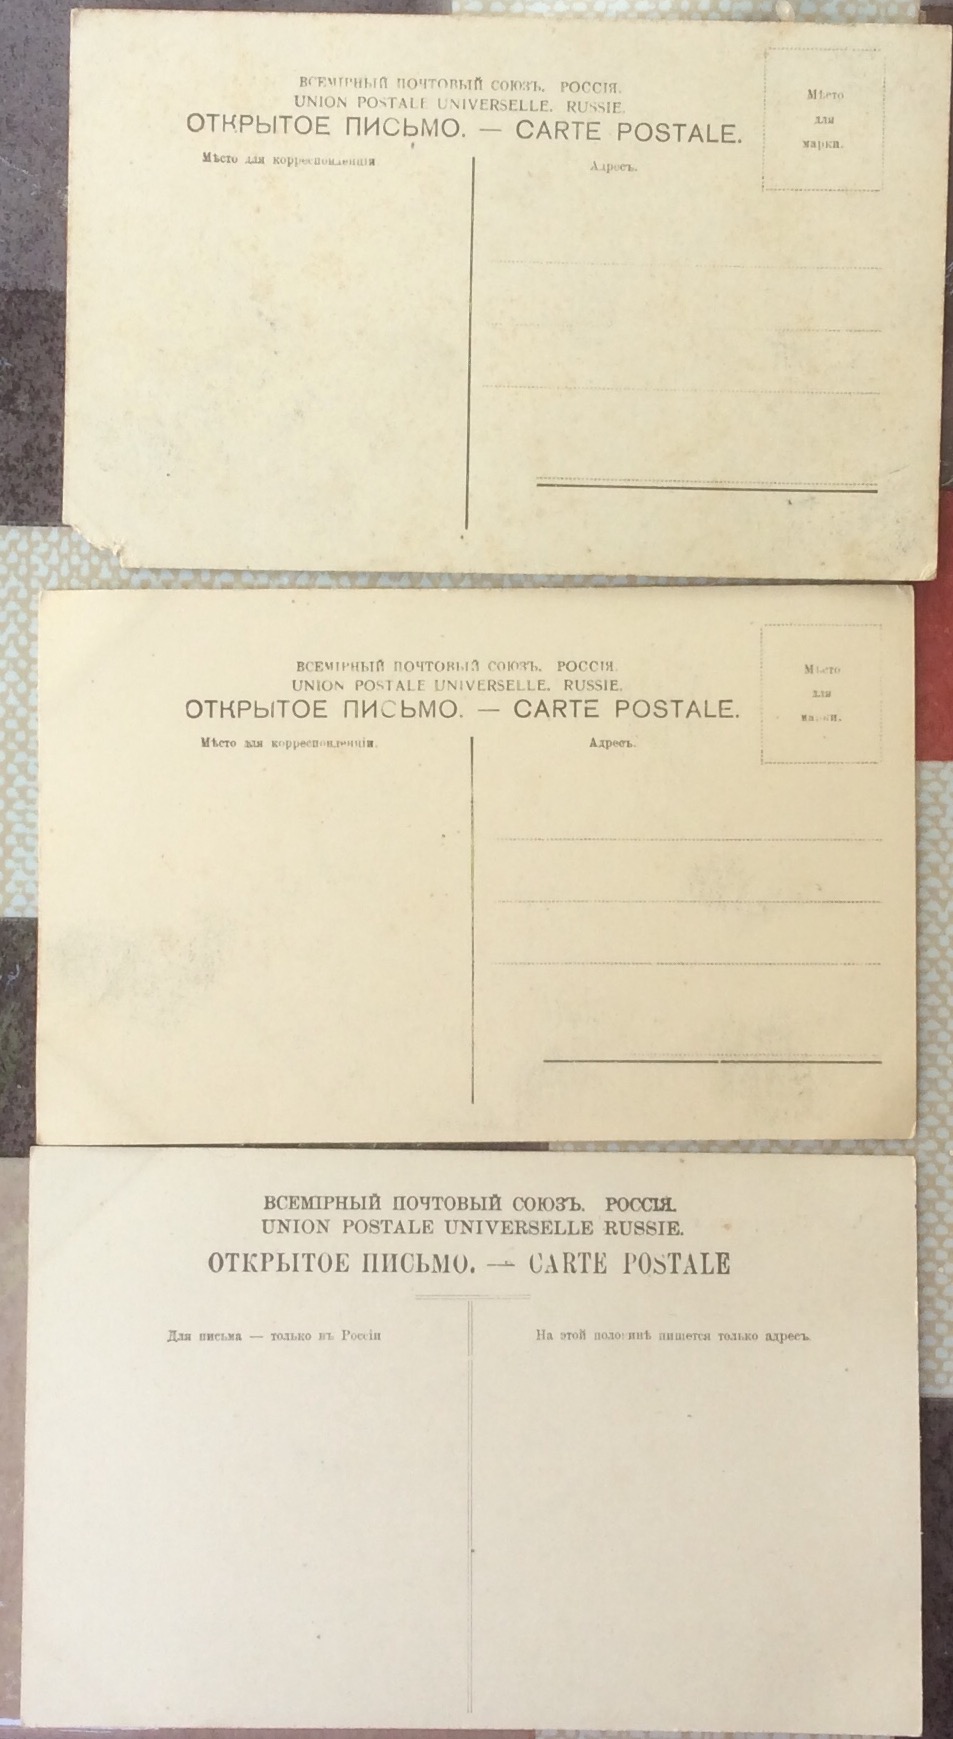 ВСЕМІРНЫЙ ПОЧТОВЫЙ СОЮЗЪ. РОССІЯ.
UNION POSTALE UNIVERSELLE. RUSSIE.
ОТКРЫТОЕ ПИСЬМО. — CARTE POSTALE.
Мѣсто для корреспонденціи
Адресъ.
Мѣсто
для
марки.
ВСЕМІРНЫЙ ПОЧТОВЫЙ СОЮЗЪ. РОССІЯ.
UNION POSTALE UNIVERSELLE. RUSSIE.
ОТКРЫТОЕ ПИСЬМО. — CARTE POSTALE.
Мѣсто для корреспонденціи.
Адресъ.
Мѣсто
для
марки.
ВСЕМІРНЫЙ ПОЧТОВЫЙ СОЮЗЪ. РОССІЯ.
UNION POSTALE UNIVERSELLE RUSSIE.
ОТКРЫТОЕ ПИСЬМО. — CARTE POSTALE
Для письма — только въ Россіи
На этой половинѣ пишется только адресъ.